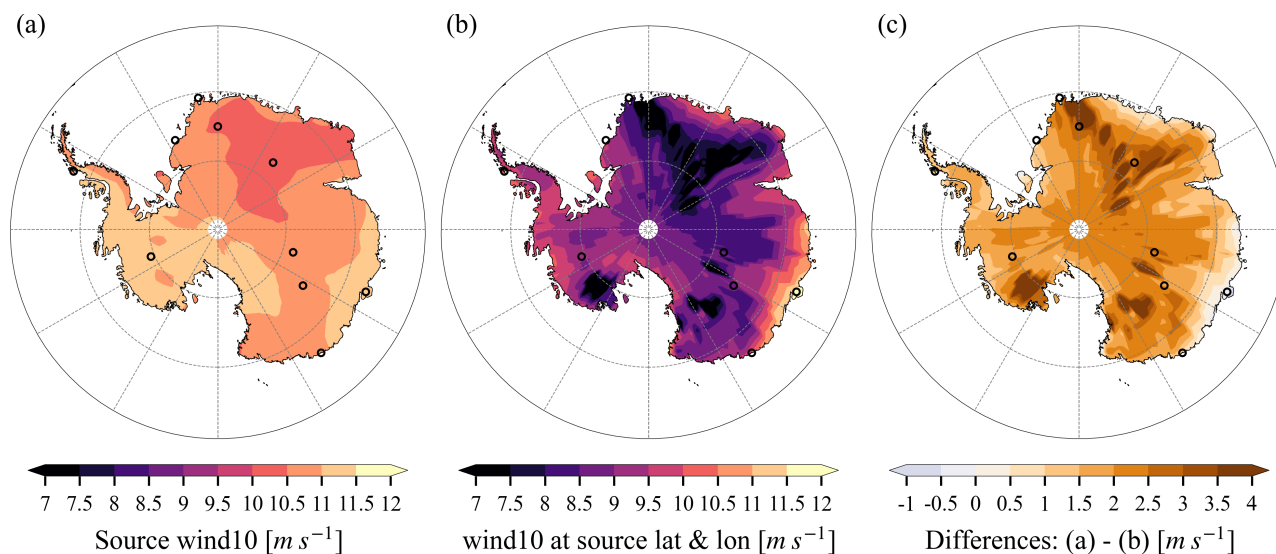 (a) (b) (c)
7 7.5 8 8.5 9 9.5 10 10.5 11 11.5 12
Source wind10 [m s⁻¹]
7 7.5 8 8.5 9 9.5 10 10.5 11 11.5 12
wind10 at source lat & lon [m s⁻¹]
-1 -0.5 0 0.5 1 1.5 2 2.5 3 3.5 4
Differences: (a) - (b) [m s⁻¹]